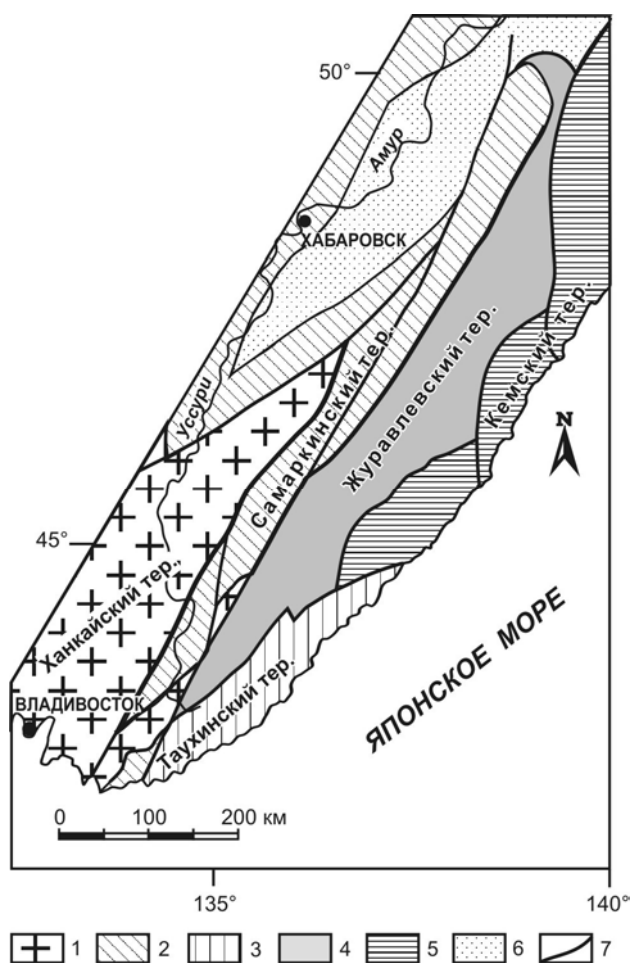 50°
Амур
ХАБАРОВСК
Уссури
Самаркинский тер.
Журавлевский тер.
Кемский тер.
N
45°
Ханкайский тер.,
ВЛАДИВОСТОК
Таухинский тер.
ЯПОНСКОЕ МОРЕ
0 100 200 км
135° 140°
1 2 3 4 5 6 7